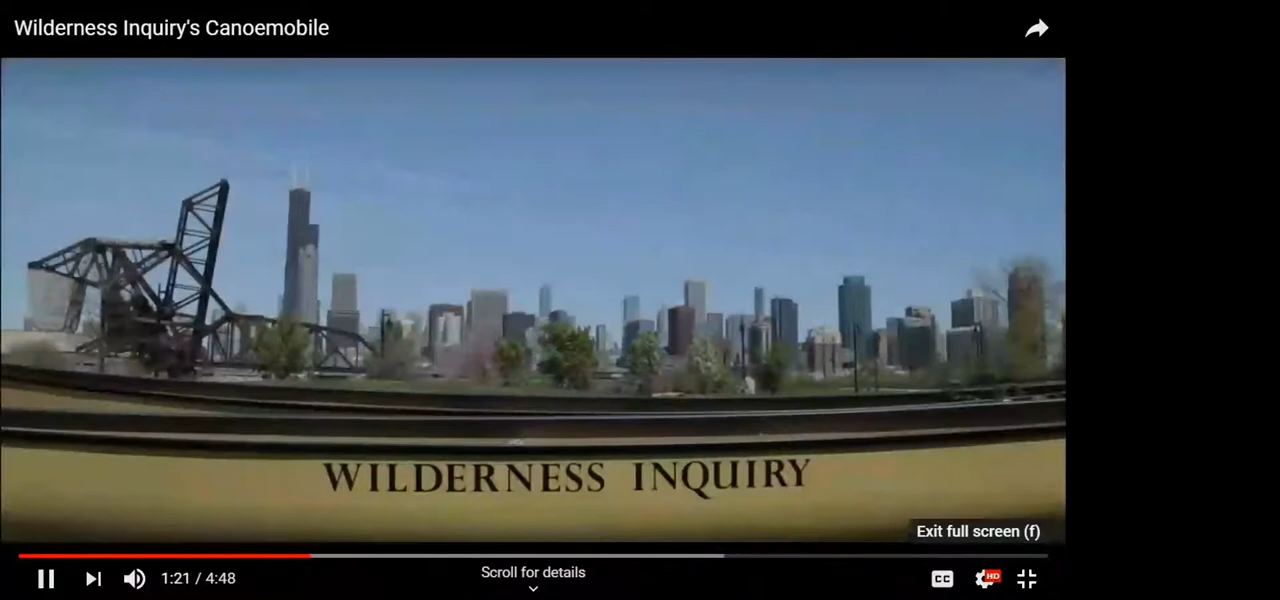 Wilderness Inquiry's Canoemobile
WILDERNESS INQUIRY
Exit full screen (f)
1:21 / 4:48
Scroll for details
CC
HD